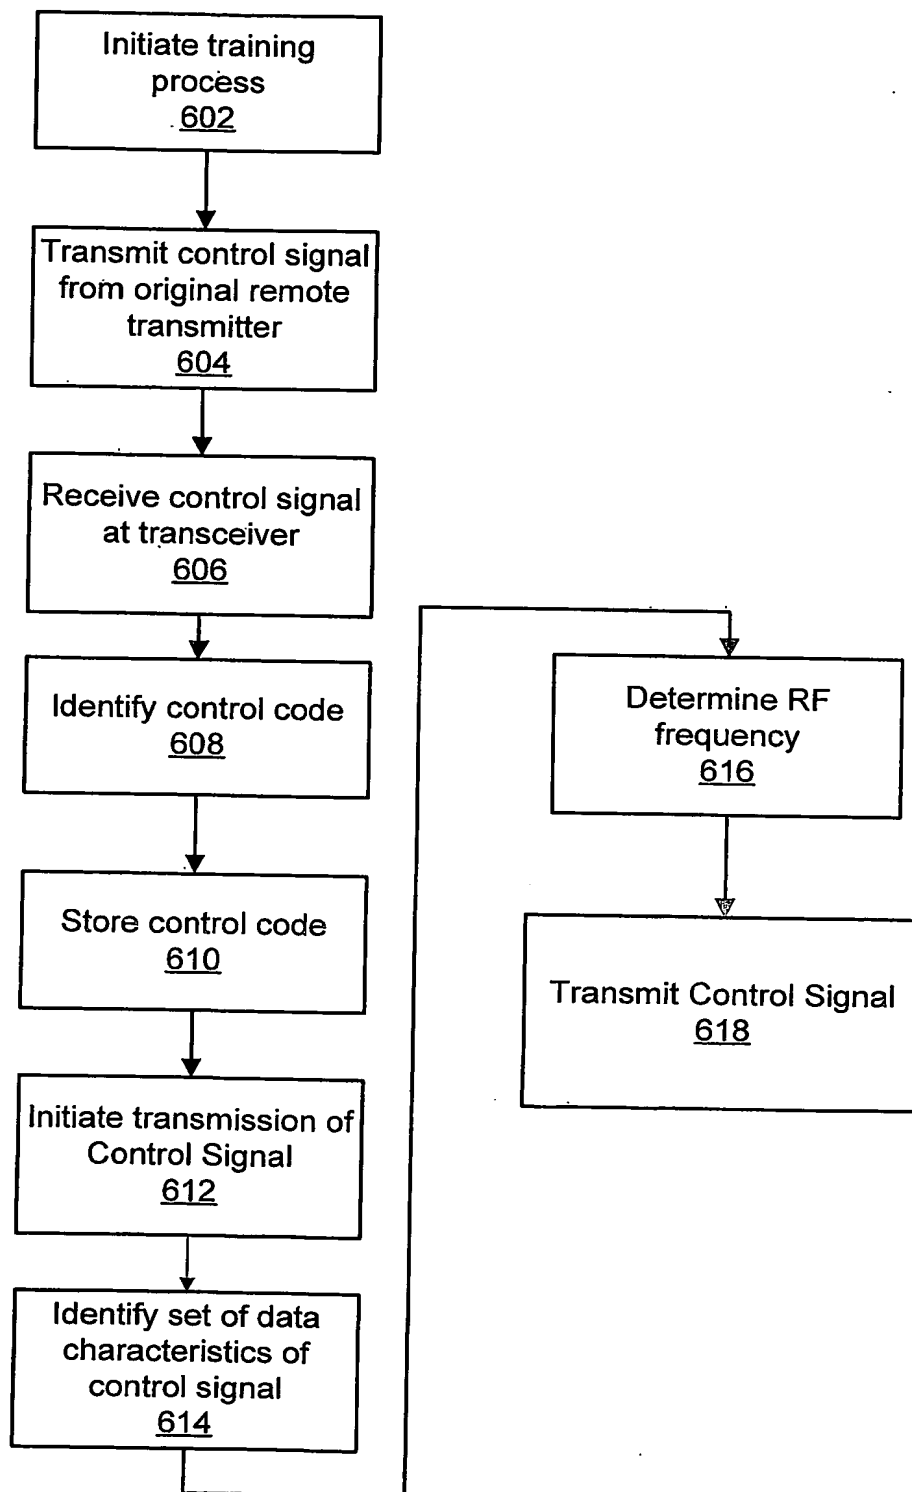 Initiate training
process
602
Transmit control signal
from original remote
transmitter
604
Receive control signal
at transceiver
606
Identify control code
608
Store control code
610
Initiate transmission of
Control Signal
612
Identify set of data
characteristics of
control signal
614
Determine RF
frequency
616
Transmit Control Signal
618